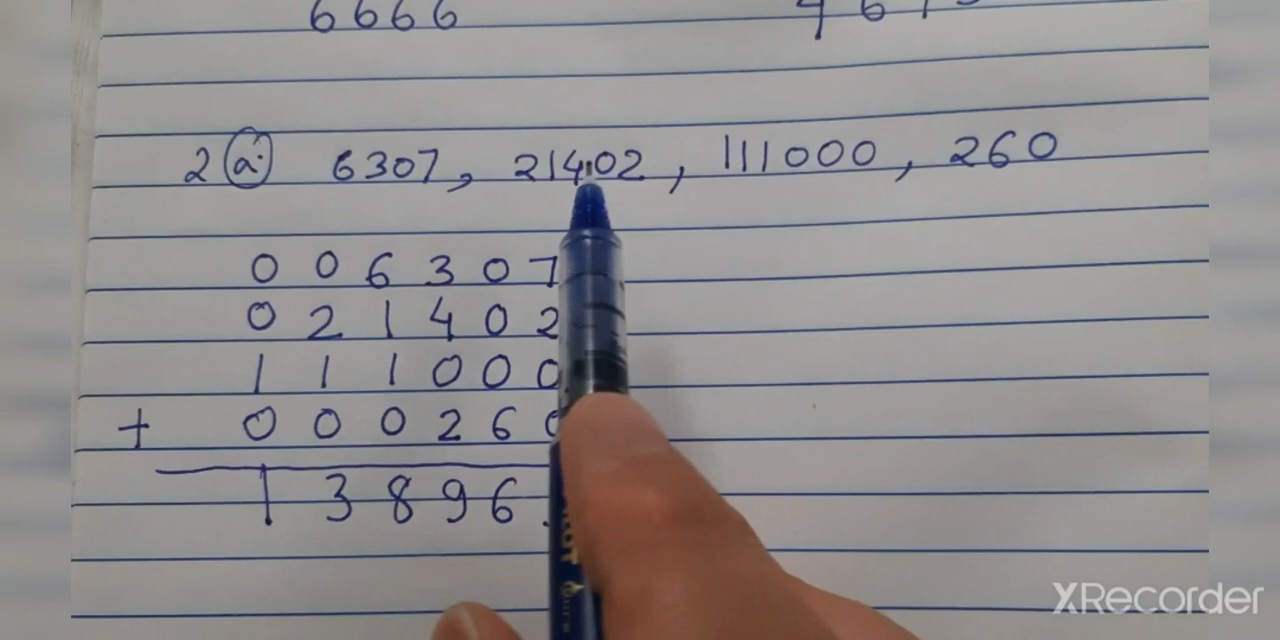 6666
2 a. 6307, 21402, 111000, 260
0 0 6 3 0 7
0 2 1 4 0 2
1 1 1 0 0 0
+ 0 0 0 2 6 0
1 3 8 9 6
XRecorder